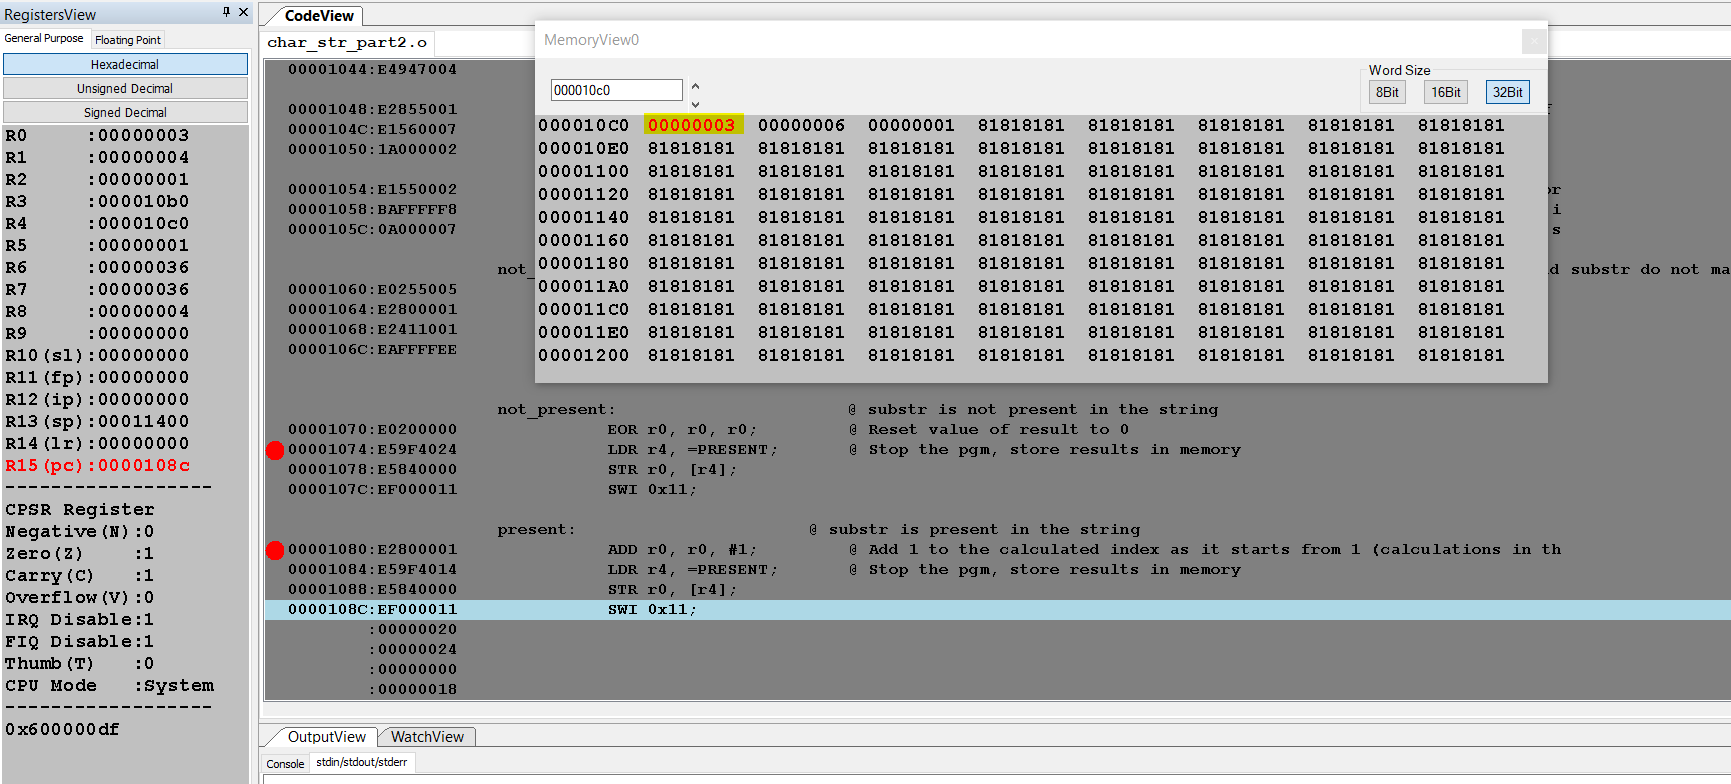 RegistersView
General Purpose Floating Point
Hexadecimal
Unsigned Decimal
Signed Decimal
R0 :00000003
R1 :00000004
R2 :00000001
R3 :000010b0
R4 :000010c0
R5 :00000001
R6 :00000036
R7 :00000036
R8 :00000004
R9 :00000000
R10(sl):00000000
R11(fp):00000000
R12(ip):00000000
R13(sp):00011400
R14(lr):00000000
R15(pc):0000108c
-------------------
CPSR Register
Negative(N):0
Zero(Z) :1
Carry(C) :1
Overflow(V):0
IRQ Disable:1
FIQ Disable:1
Thumb(T) :0
CPU Mode :System
-------------------
0x600000df
CodeView
char_str_part2.o
00001044:E4947004
00001048:E2855001
0000104C:E1560007
00001050:1A000002
00001054:E1550002
00001058:BAFFFFF8
0000105C:0A000007
not_ d substr do not ma
00001060:E0255005
00001064:E2800001
00001068:E2411001
0000106C:EAFFFFEE
not_present: @ substr is not present in the string
00001070:E0200000 EOR r0, r0, r0; @ Reset value of result to 0
00001074:E59F4024 LDR r4, =PRESENT; @ Stop the pgm, store results in memory
00001078:E5840000 STR r0, [r4];
0000107C:EF000011 SWI 0x11;
present: @ substr is present in the string
00001080:E2800001 ADD r0, r0, #1; @ Add 1 to the calculated index as it starts from 1 (calculations in th
00001084:E59F4014 LDR r4, =PRESENT; @ Stop the pgm, store results in memory
00001088:E5840000 STR r0, [r4];
0000108C:EF000011 SWI 0x11;
:00000020
:00000024
:00000000
:00000018
MemoryView0
000010c0
Word Size
8Bit 16Bit 32Bit
000010C0 00000003 00000006 00000001 81818181 81818181 81818181 81818181 81818181
000010E0 81818181 81818181 81818181 81818181 81818181 81818181 81818181 81818181
00001100 81818181 81818181 81818181 81818181 81818181 81818181 81818181 81818181
00001120 81818181 81818181 81818181 81818181 81818181 81818181 81818181 81818181
00001140 81818181 81818181 81818181 81818181 81818181 81818181 81818181 81818181
00001160 81818181 81818181 81818181 81818181 81818181 81818181 81818181 81818181
00001180 81818181 81818181 81818181 81818181 81818181 81818181 81818181 81818181
000011A0 81818181 81818181 81818181 81818181 81818181 81818181 81818181 81818181
000011C0 81818181 81818181 81818181 81818181 81818181 81818181 81818181 81818181
000011E0 81818181 81818181 81818181 81818181 81818181 81818181 81818181 81818181
00001200 81818181 81818181 81818181 81818181 81818181 81818181 81818181 81818181
OutputView WatchView
Console stdin/stdout/stderr